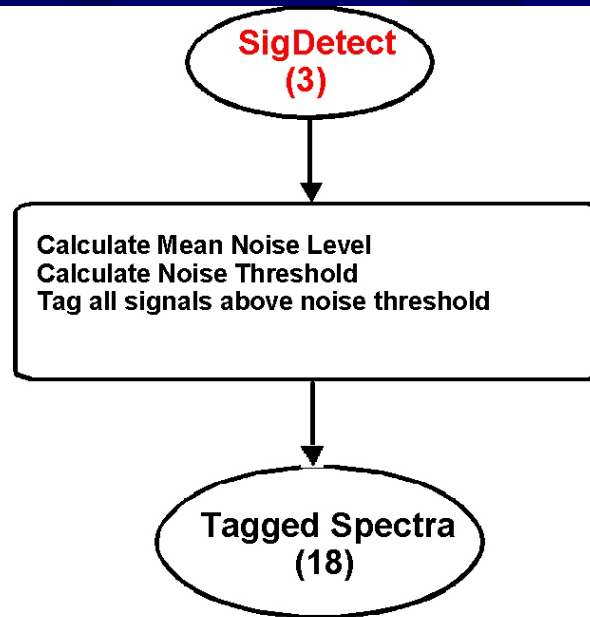 SigDetect
(3)
Calculate Mean Noise Level
Calculate Noise Threshold
Tag all signals above noise threshold
Tagged Spectra
(18)